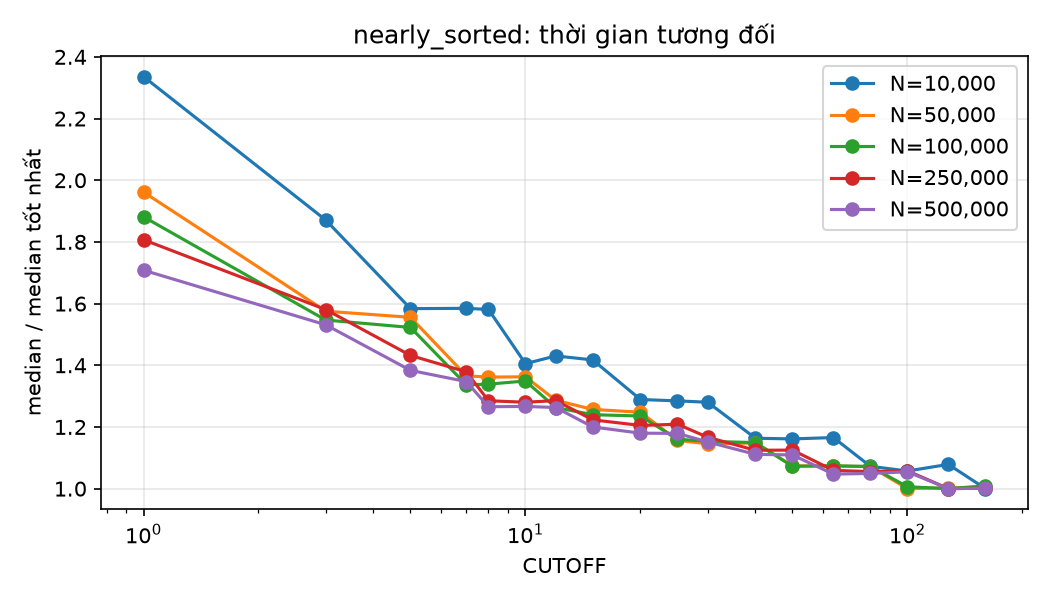 nearly_sorted: thời gian tương đối
median / median tốt nhất
2.4
2.2
2.0
1.8
1.6
1.4
1.2
1.0
N=10,000
N=50,000
N=100,000
N=250,000
N=500,000
10⁰
10¹
10²
CUTOFF